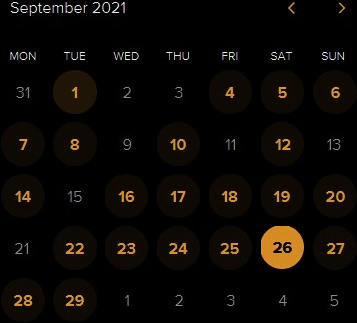 September 2021
MON TUE WED THU FRI SAT SUN
31 1 2 3 4 5 6
7 8 9 10 11 12 13
14 15 16 17 18 19 20
21 22 23 24 25 26 27
28 29 1 2 3 4 5